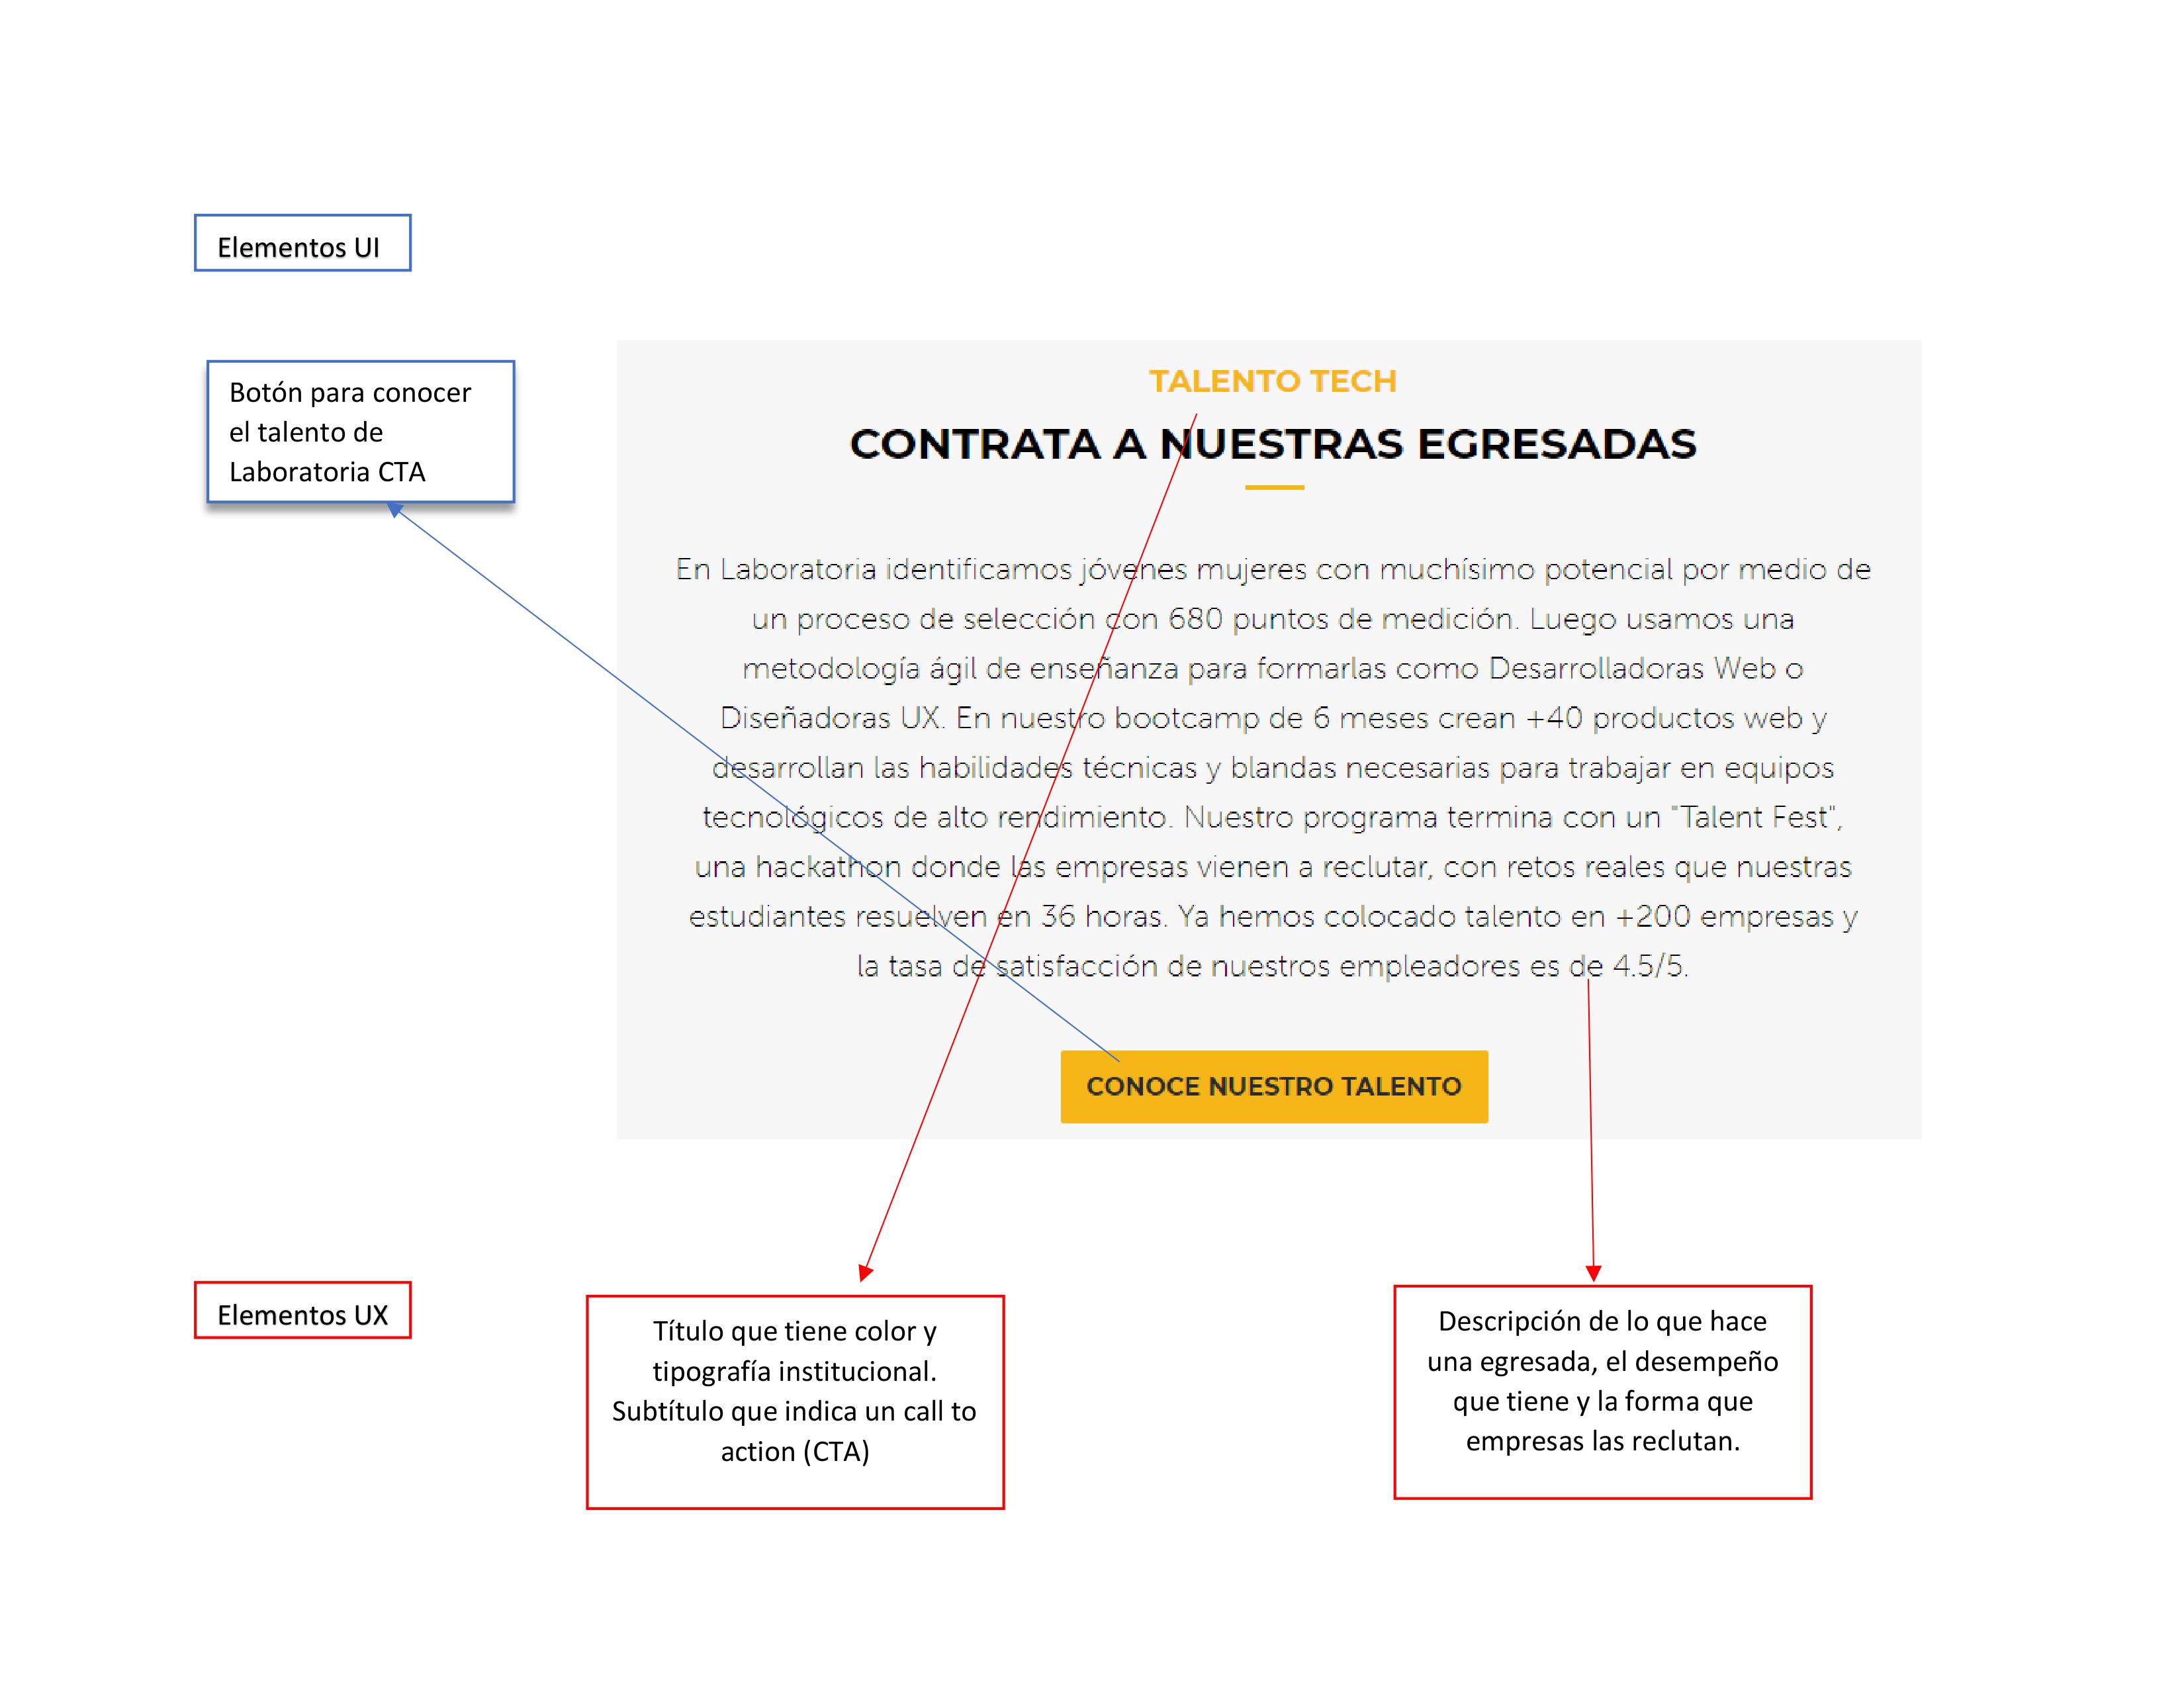 Elementos UI
Botón para conocer
el talento de
Laboratoria CTA
TALENTO TECH
CONTRATA A NUESTRAS EGRESADAS
En Laboratoria identificamos jóvenes mujeres con muchísimo potencial por medio de
un proceso de selección con 680 puntos de medición. Luego usamos una
metodología ágil de enseñanza para formarlas como Desarrolladoras Web o
Diseñadoras UX. En nuestro bootcamp de 6 meses crean +40 productos web y
desarrollan las habilidades técnicas y blandas necesarias para trabajar en equipos
tecnológicos de alto rendimiento. Nuestro programa termina con un "Talent Fest",
una hackathon donde las empresas vienen a reclutar, con retos reales que nuestras
estudiantes resuelven en 36 horas. Ya hemos colocado talento en +200 empresas y
la tasa de satisfacción de nuestros empleadores es de 4.5/5.
CONOCE NUESTRO TALENTO
Elementos UX
Título que tiene color y
tipografía institucional.
Subtítulo que indica un call to
action (CTA)
Descripción de lo que hace
una egresada, el desempeño
que tiene y la forma que
empresas las reclutan.